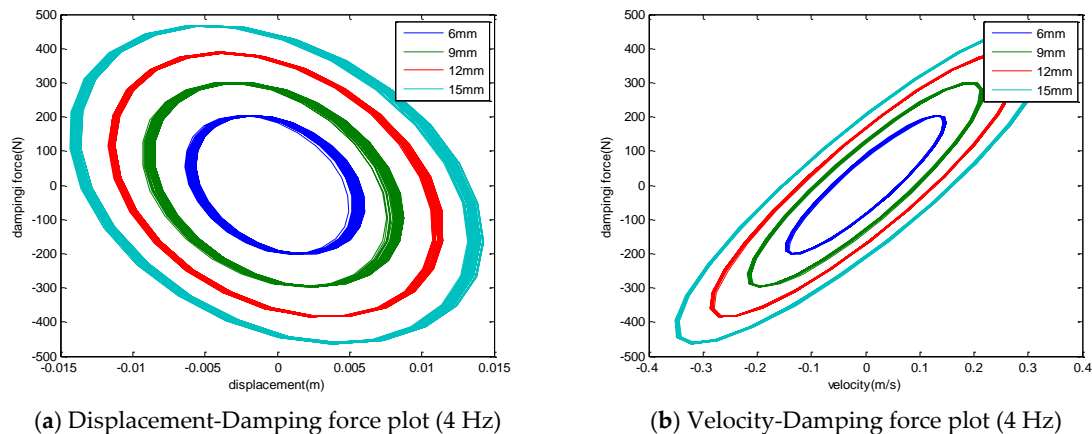 500
400
300
200
100
0
-100
-200
-300
-400
-500
-0.015 -0.01 -0.005 0 0.005 0.01 0.015
dampingi force(N)
displacement(m)
6mm
9mm
12mm
15mm
(a) Displacement-Damping force plot (4 Hz)
500
400
300
200
100
0
-100
-200
-300
-400
-500
-0.4 -0.3 -0.2 -0.1 0 0.1 0.2 0.3 0.4
dampingi force(N)
velocity(m/s)
6mm
9mm
12mm
15mm
(b) Velocity-Damping force plot (4 Hz)